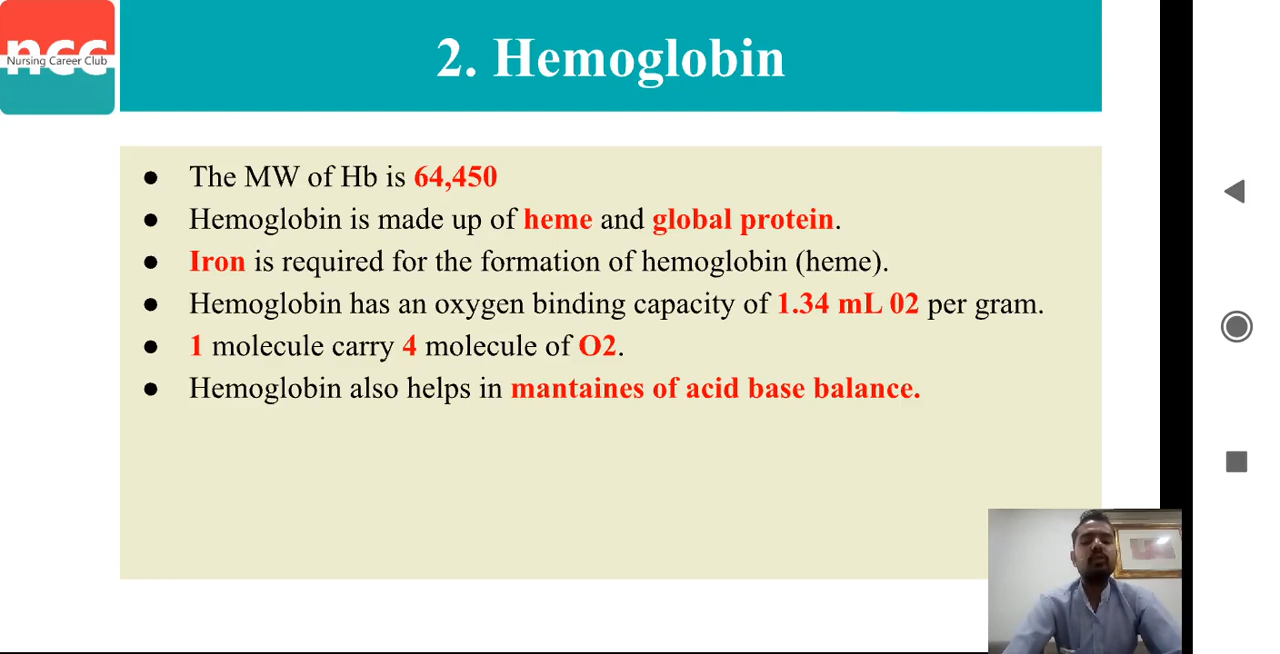 ncc
Nursing Career Club
2. Hemoglobin
● The MW of Hb is 64,450
● Hemoglobin is made up of heme and global protein.
● Iron is required for the formation of hemoglobin (heme).
● Hemoglobin has an oxygen binding capacity of 1.34 mL 02 per gram.
● 1 molecule carry 4 molecule of O2.
● Hemoglobin also helps in mantaines of acid base balance.